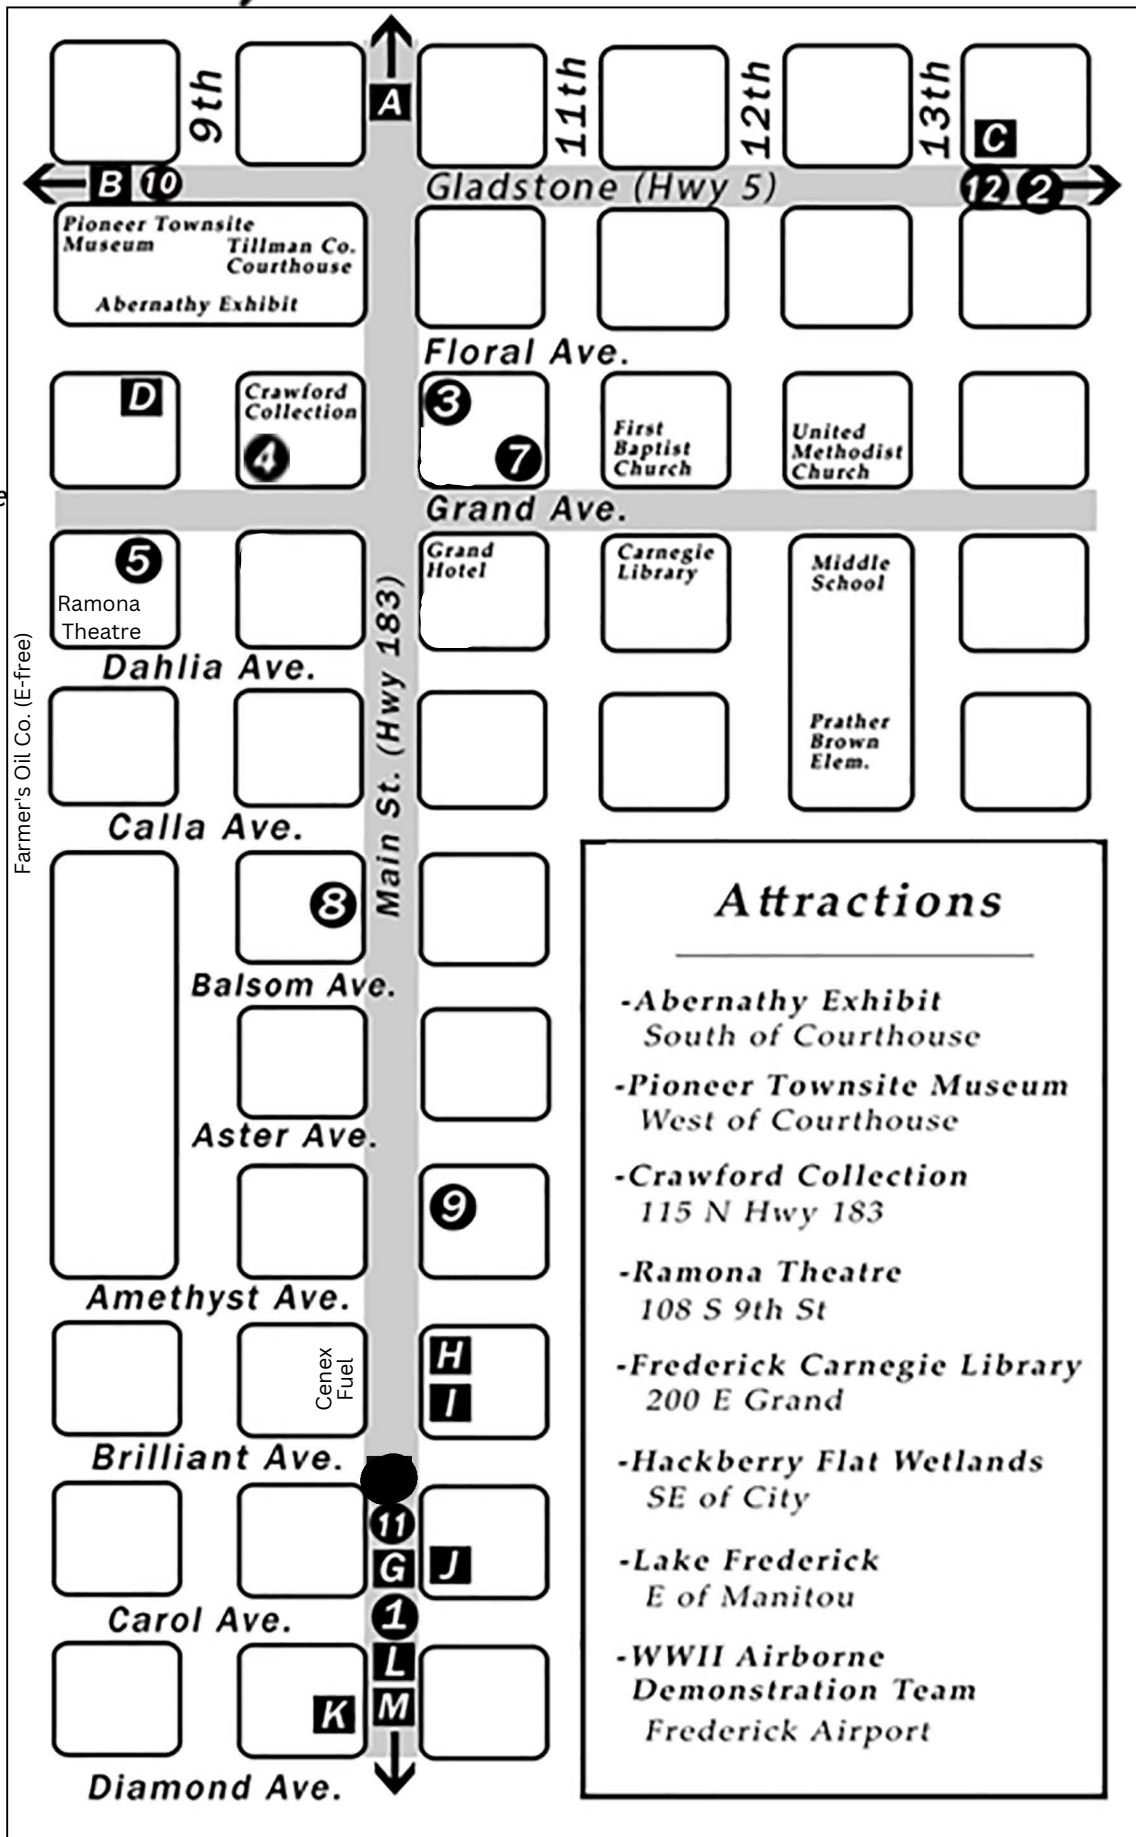 9th
11th
12th
13th
A
C
B 10
Gladstone (Hwy 5)
12 2
Pioneer Townsite
Museum
Tillman Co.
Courthouse
Abernathy Exhibit
Floral Ave.
D
Crawford
Collection
4
3
7
First
Baptist
Church
United
Methodist
Church
Grand Ave.
5
Ramona
Theatre
Grand
Hotel
Carnegie
Library
Middle
School
Prather
Brown
Elem.
Farmer's Oil Co. (E-free)
Main St. (Hwy 183)
Dahlia Ave.
Calla Ave.
8
Balsom Ave.
Aster Ave.
9
Amethyst Ave.
Cenex
Fuel
H
I
Brilliant Ave.
11
G
J
1
Carol Ave.
L
M
K
Diamond Ave.
Attractions
-Abernathy Exhibit
South of Courthouse
-Pioneer Townsite Museum
West of Courthouse
-Crawford Collection
115 N Hwy 183
-Ramona Theatre
108 S 9th St
-Frederick Carnegie Library
200 E Grand
-Hackberry Flat Wetlands
SE of City
-Lake Frederick
E of Manitou
-WWII Airborne
Demonstration Team
Frederick Airport